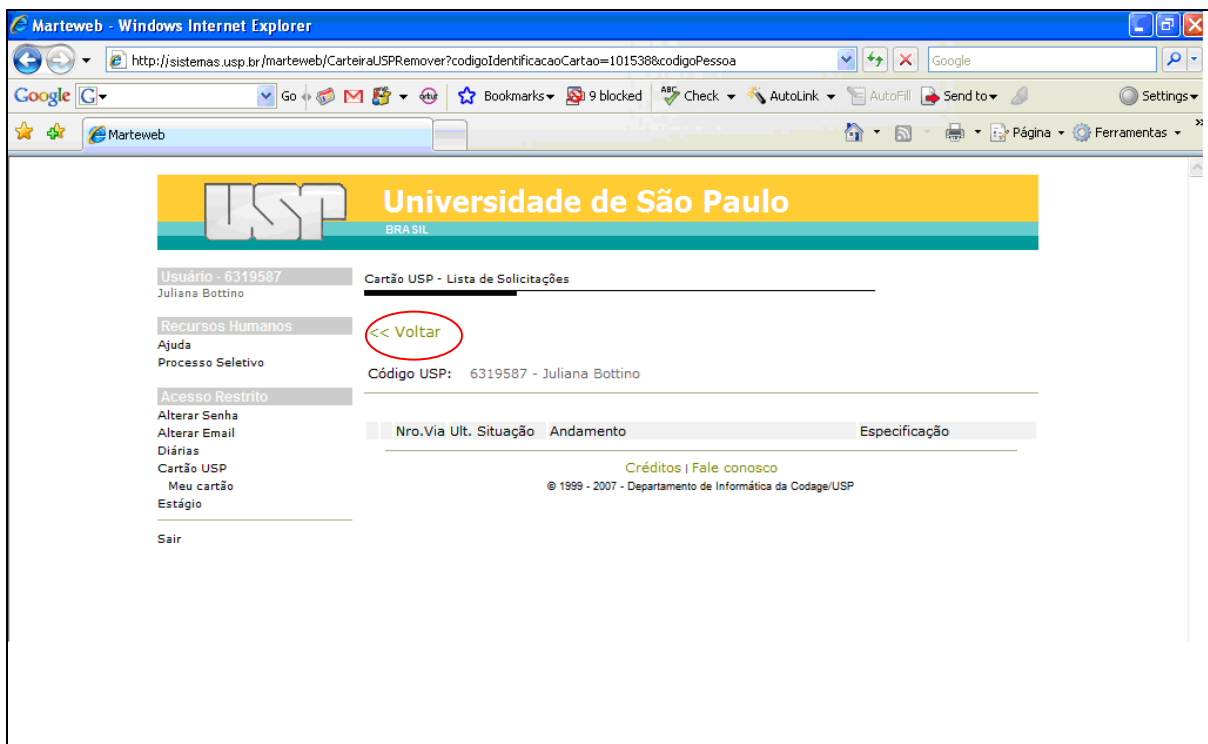 Marteweb - Windows Internet Explorer
http://sistemas.usp.br/marteweb/CarteiraUSPRemover?codigoIdentificacaoCartao=101538&codigoPessoa
Google
Google G Go Bookmarks 9 blocked ABC Check AutoLink AutoFill Send to Settings
Marteweb Página Ferramentas »
USP Universidade de São Paulo
BRASIL
Usuário - 6319587
Juliana Bottino
Cartão USP - Lista de Solicitações
Recursos Humanos
Ajuda
Processo Seletivo
<< Voltar
Código USP: 6319587 - Juliana Bottino
Acesso Restrito
Alterar Senha
Alterar Email
Diárias
Cartão USP
Meu cartão
Estágio
Sair
Nro.Via Ult. Situação Andamento Especificação
Créditos | Fale conosco
© 1999 - 2007 - Departamento de Informática da Codage/USP